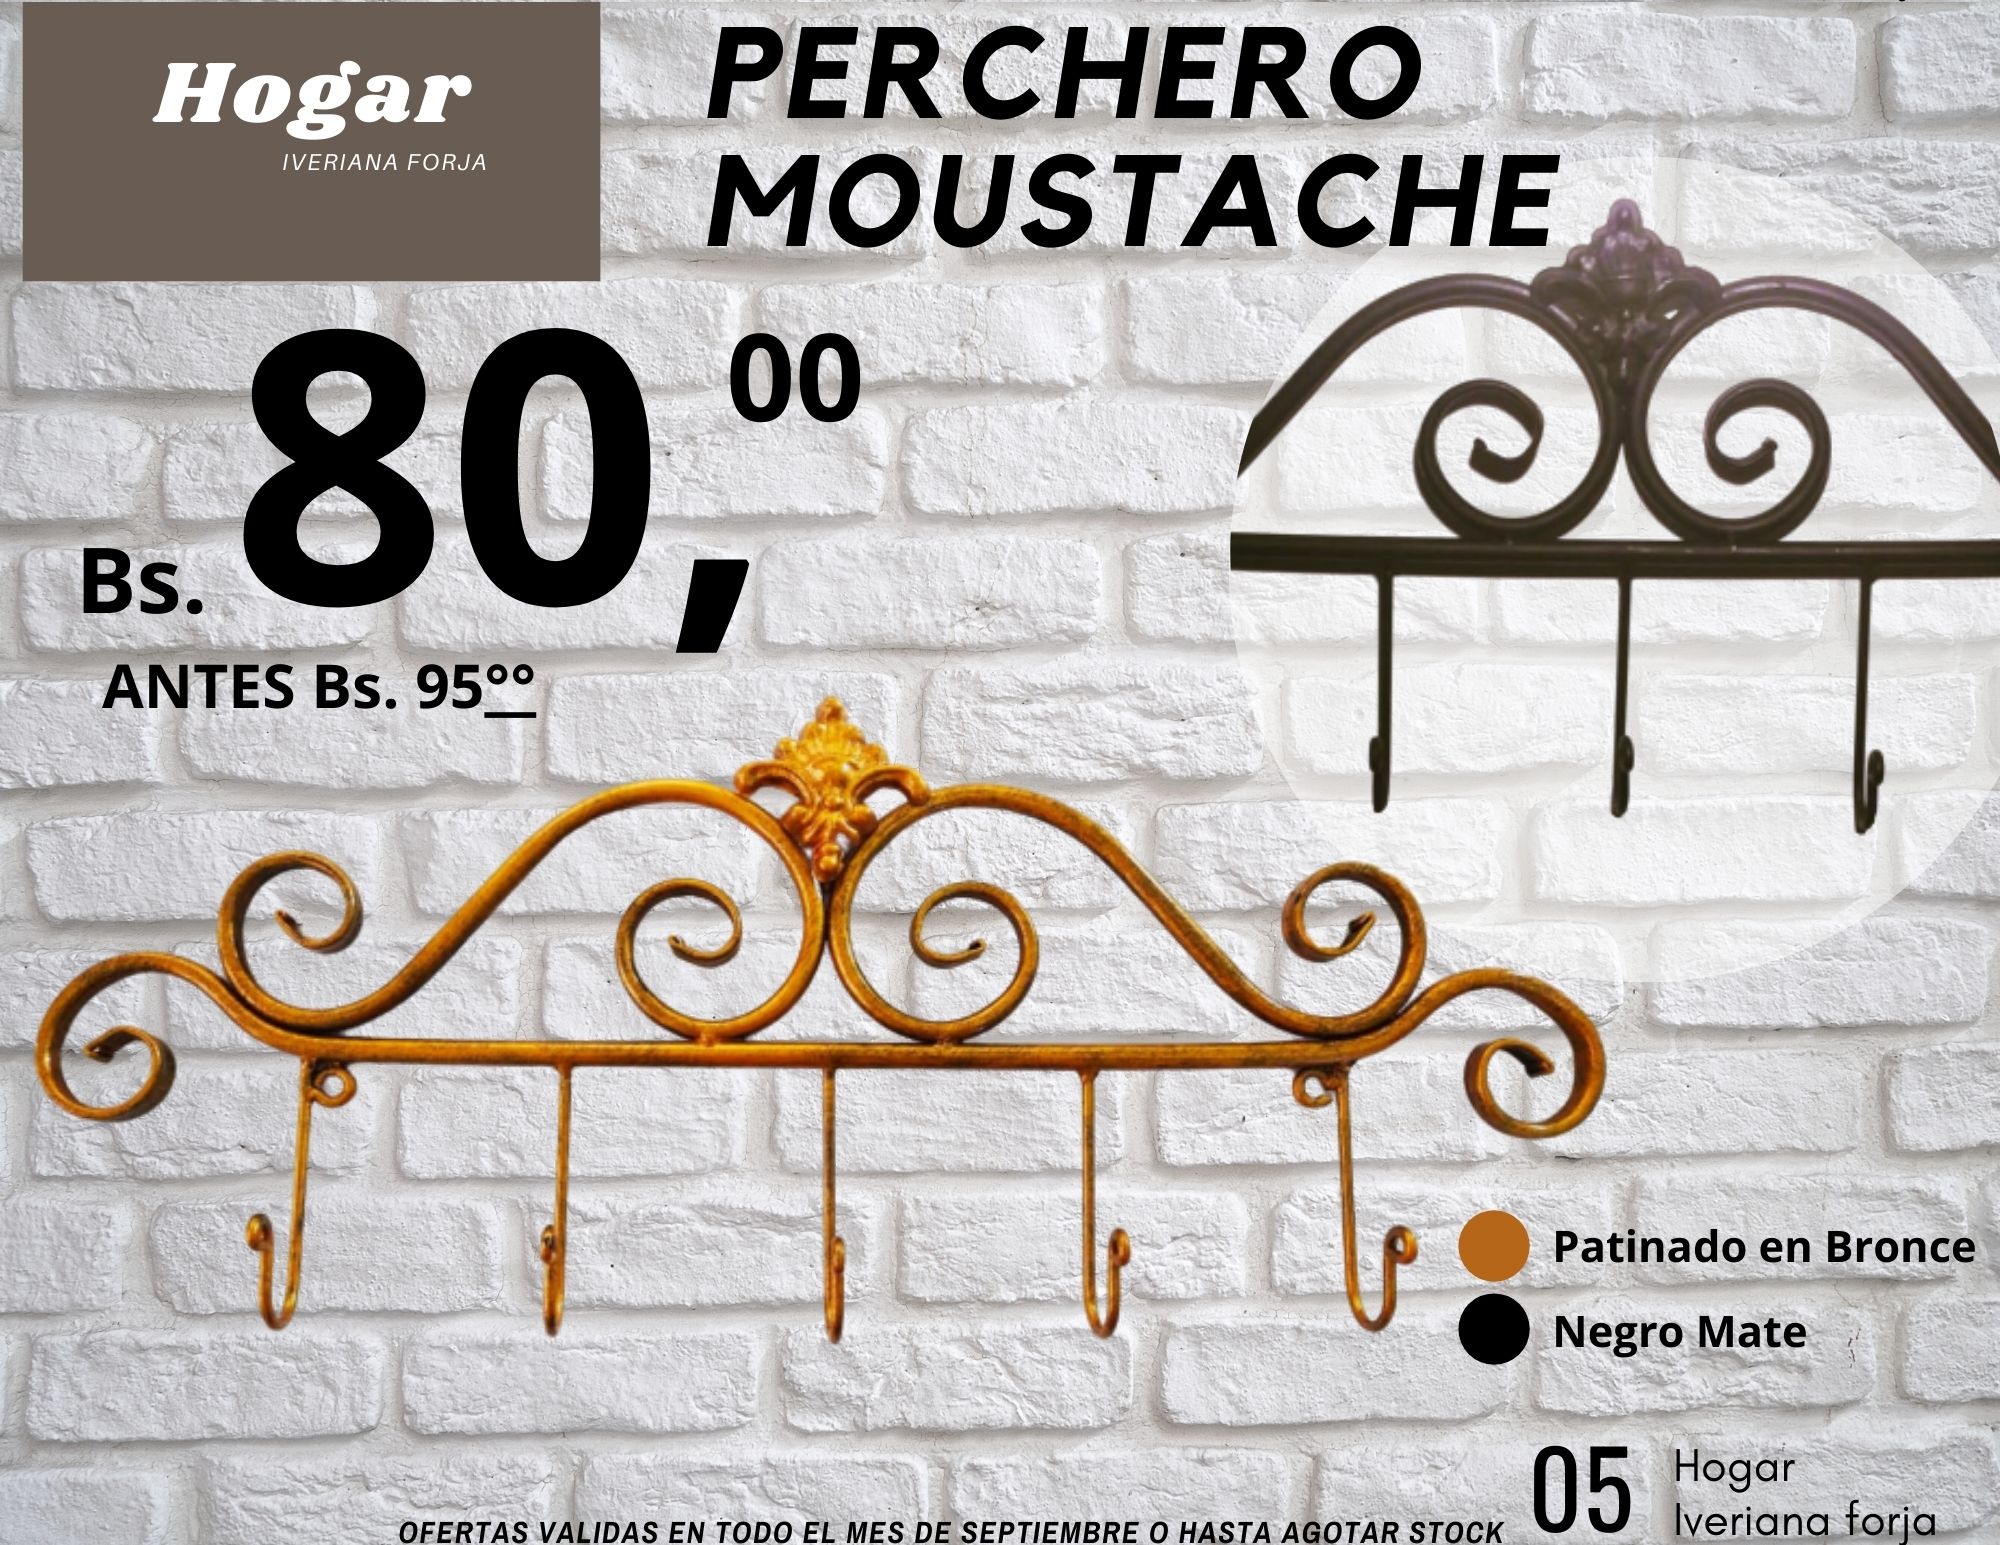 Hogar
IVERIANA FORJA
PERCHERO
MOUSTACHE
Bs. 80,00
ANTES Bs. 95°°
Patinado en Bronce
Negro Mate
05
Hogar
Iveriana forja
OFERTAS VALIDAS EN TODO EL MES DE SEPTIEMBRE O HASTA AGOTAR STOCK